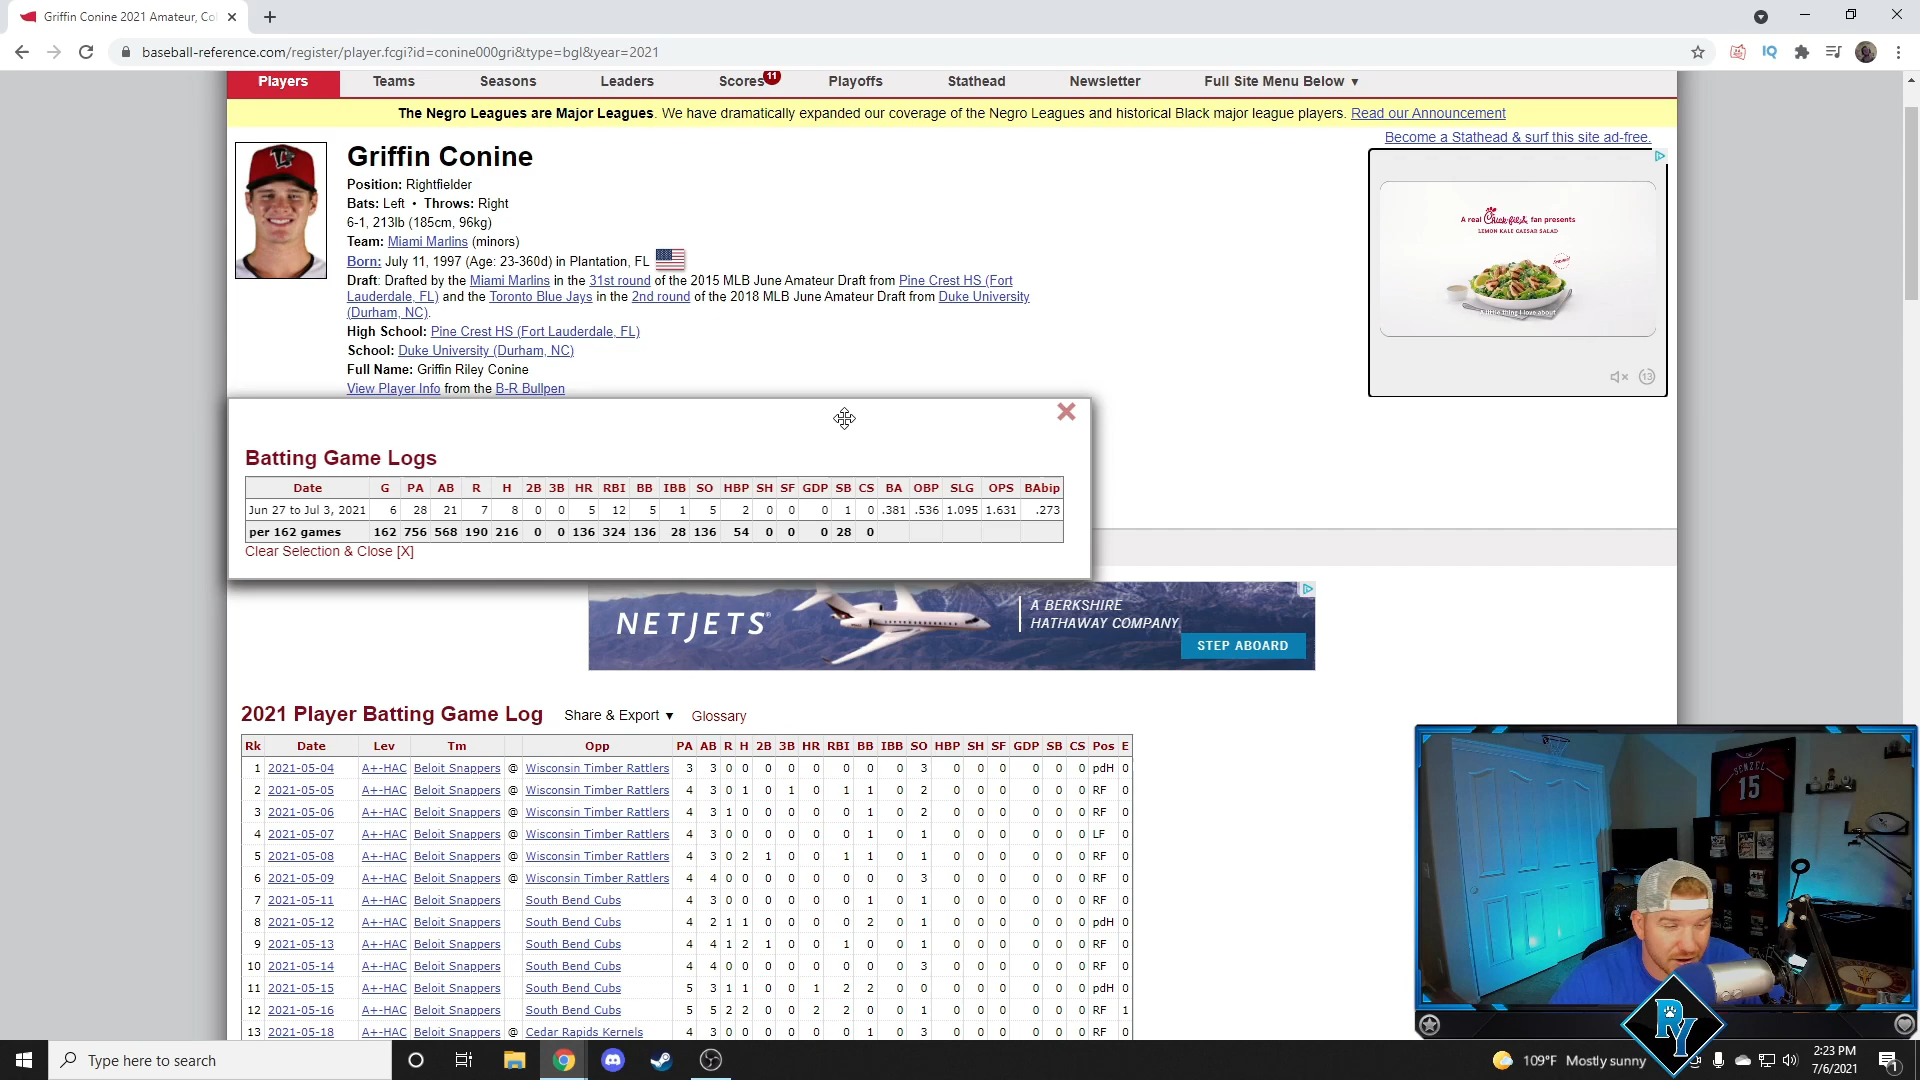 Griffin Conine 2021 Amateur, Co
baseball-reference.com/register/player.fcgi?id=conine000gri&type=bgl&year=2021
IQ
Players Teams Seasons Leaders Scores 11 Playoffs Stathead Newsletter Full Site Menu Below ▼
The Negro Leagues are Major Leagues. We have dramatically expanded our coverage of the Negro Leagues and historical Black major league players. Read our Announcement
Become a Stathead & surf this site ad-free.
Griffin Conine
Position: Rightfielder
Bats: Left • Throws: Right
6-1, 213lb (185cm, 96kg)
Team: Miami Marlins (minors)
Born: July 11, 1997 (Age: 23-360d) in Plantation, FL
Draft: Drafted by the Miami Marlins in the 31st round of the 2015 MLB June Amateur Draft from Pine Crest HS (Fort
Lauderdale, FL) and the Toronto Blue Jays in the 2nd round of the 2018 MLB June Amateur Draft from Duke University
(Durham, NC).
High School: Pine Crest HS (Fort Lauderdale, FL)
School: Duke University (Durham, NC)
Full Name: Griffin Riley Conine
View Player Info from the B-R Bullpen
A real Chick-fil-A fan presents
LEMON KALE CAESAR SALAD
A little thing I love about
13
Batting Game Logs
Date G PA AB R H 2B 3B HR RBI BB IBB SO HBP SH SF GDP SB CS BA OBP SLG OPS BAbip
Jun 27 to Jul 3, 2021 6 28 21 7 8 0 0 5 12 5 1 5 2 0 0 0 1 0 .381 .536 1.095 1.631 .273
per 162 games 162 756 568 190 216 0 0 136 324 136 28 136 54 0 0 0 28 0
Clear Selection & Close [X]
NETJETS
A BERKSHIRE
HATHAWAY COMPANY
STEP ABOARD
2021 Player Batting Game Log Share & Export ▼ Glossary
Rk Date Lev Tm Opp PA AB R H 2B 3B HR RBI BB IBB SO HBP SH SF GDP SB CS Pos E
1 2021-05-04 A+-HAC Beloit Snappers @ Wisconsin Timber Rattlers 3 3 0 0 0 0 0 0 0 0 3 0 0 0 0 0 0 pdH 0
2 2021-05-05 A+-HAC Beloit Snappers @ Wisconsin Timber Rattlers 4 3 0 1 0 1 0 1 1 0 2 0 0 0 0 0 0 RF 0
3 2021-05-06 A+-HAC Beloit Snappers @ Wisconsin Timber Rattlers 4 3 1 0 0 0 0 0 1 0 2 0 0 0 0 0 0 RF 0
4 2021-05-07 A+-HAC Beloit Snappers @ Wisconsin Timber Rattlers 4 3 0 0 0 0 0 0 1 0 1 0 0 0 0 0 0 LF 0
5 2021-05-08 A+-HAC Beloit Snappers @ Wisconsin Timber Rattlers 4 3 0 2 1 0 0 1 1 0 1 0 0 0 0 0 0 RF 0
6 2021-05-09 A+-HAC Beloit Snappers @ Wisconsin Timber Rattlers 4 4 0 0 0 0 0 0 0 0 3 0 0 0 0 0 0 RF 0
7 2021-05-11 A+-HAC Beloit Snappers South Bend Cubs 4 3 0 0 0 0 0 0 1 0 1 0 0 0 0 0 0 RF 0
8 2021-05-12 A+-HAC Beloit Snappers South Bend Cubs 4 2 1 1 0 0 0 0 2 0 1 0 0 0 0 0 0 pdH 0
9 2021-05-13 A+-HAC Beloit Snappers South Bend Cubs 4 4 1 2 1 0 0 1 0 0 1 0 0 0 0 0 0 RF 0
10 2021-05-14 A+-HAC Beloit Snappers South Bend Cubs 4 4 0 0 0 0 0 0 0 0 3 0 0 0 0 0 0 RF 0
11 2021-05-15 A+-HAC Beloit Snappers South Bend Cubs 5 3 1 1 0 0 1 2 2 0 0 0 0 0 0 0 0 pdH 0
12 2021-05-16 A+-HAC Beloit Snappers South Bend Cubs 5 5 2 2 0 0 2 2 0 0 1 0 0 0 0 0 0 RF 1
13 2021-05-18 A+-HAC Beloit Snappers @ Cedar Rapids Kernels 4 3 0 0 0 0 0 0 1 0 3 0 0 0 0 0 0 RF 0
SENZEL
15
RY
Type here to search
109°F Mostly sunny
2:23 PM
7/6/2021
1